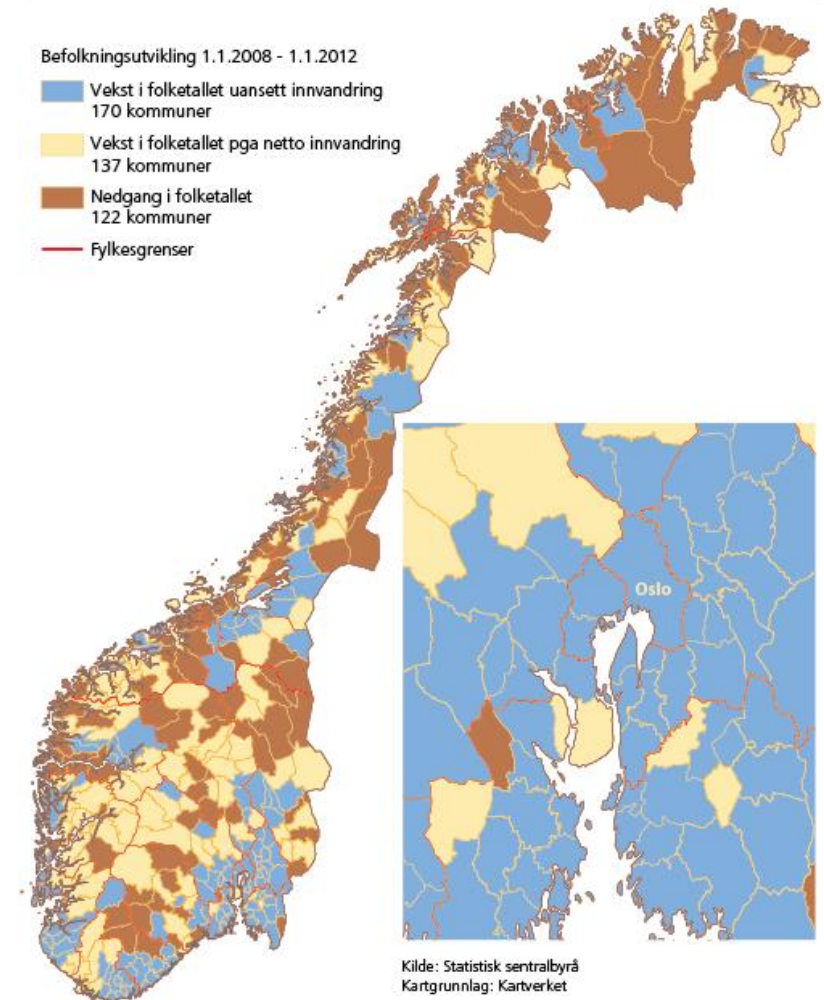 Befolkningsutvikling 1.1.2008 - 1.1.2012
Vekst i folketallet uansett innvandring
170 kommuner
Vekst i folketallet pga netto innvandring
137 kommuner
Nedgang i folketallet
122 kommuner
Fylkesgrenser
Oslo
Kilde: Statistisk sentralbyrå
Kartgrunnlag: Kartverket